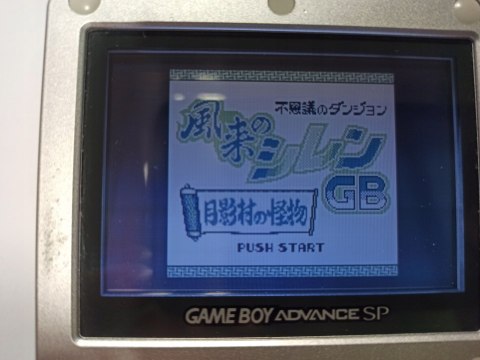 不思議のダンジョン
風来の
シレン
GB
月影村の怪物
PUSH START
GAME BOY ADVANCE SP